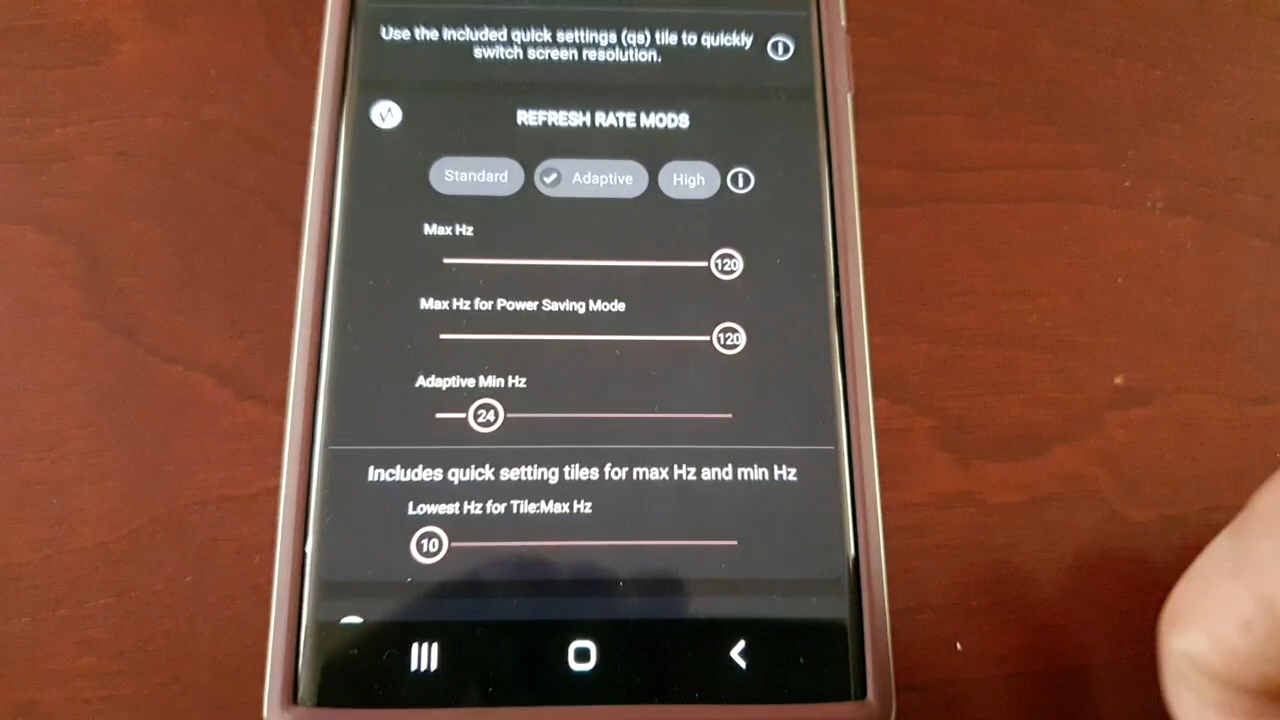 Use the included quick settings (qs) tile to quickly
switch screen resolution.
REFRESH RATE MODS
Standard
Adaptive
High
Max Hz
120
Max Hz for Power Saving Mode
120
Adaptive Min Hz
24
Includes quick setting tiles for max Hz and min Hz
Lowest Hz for Tile:Max Hz
10